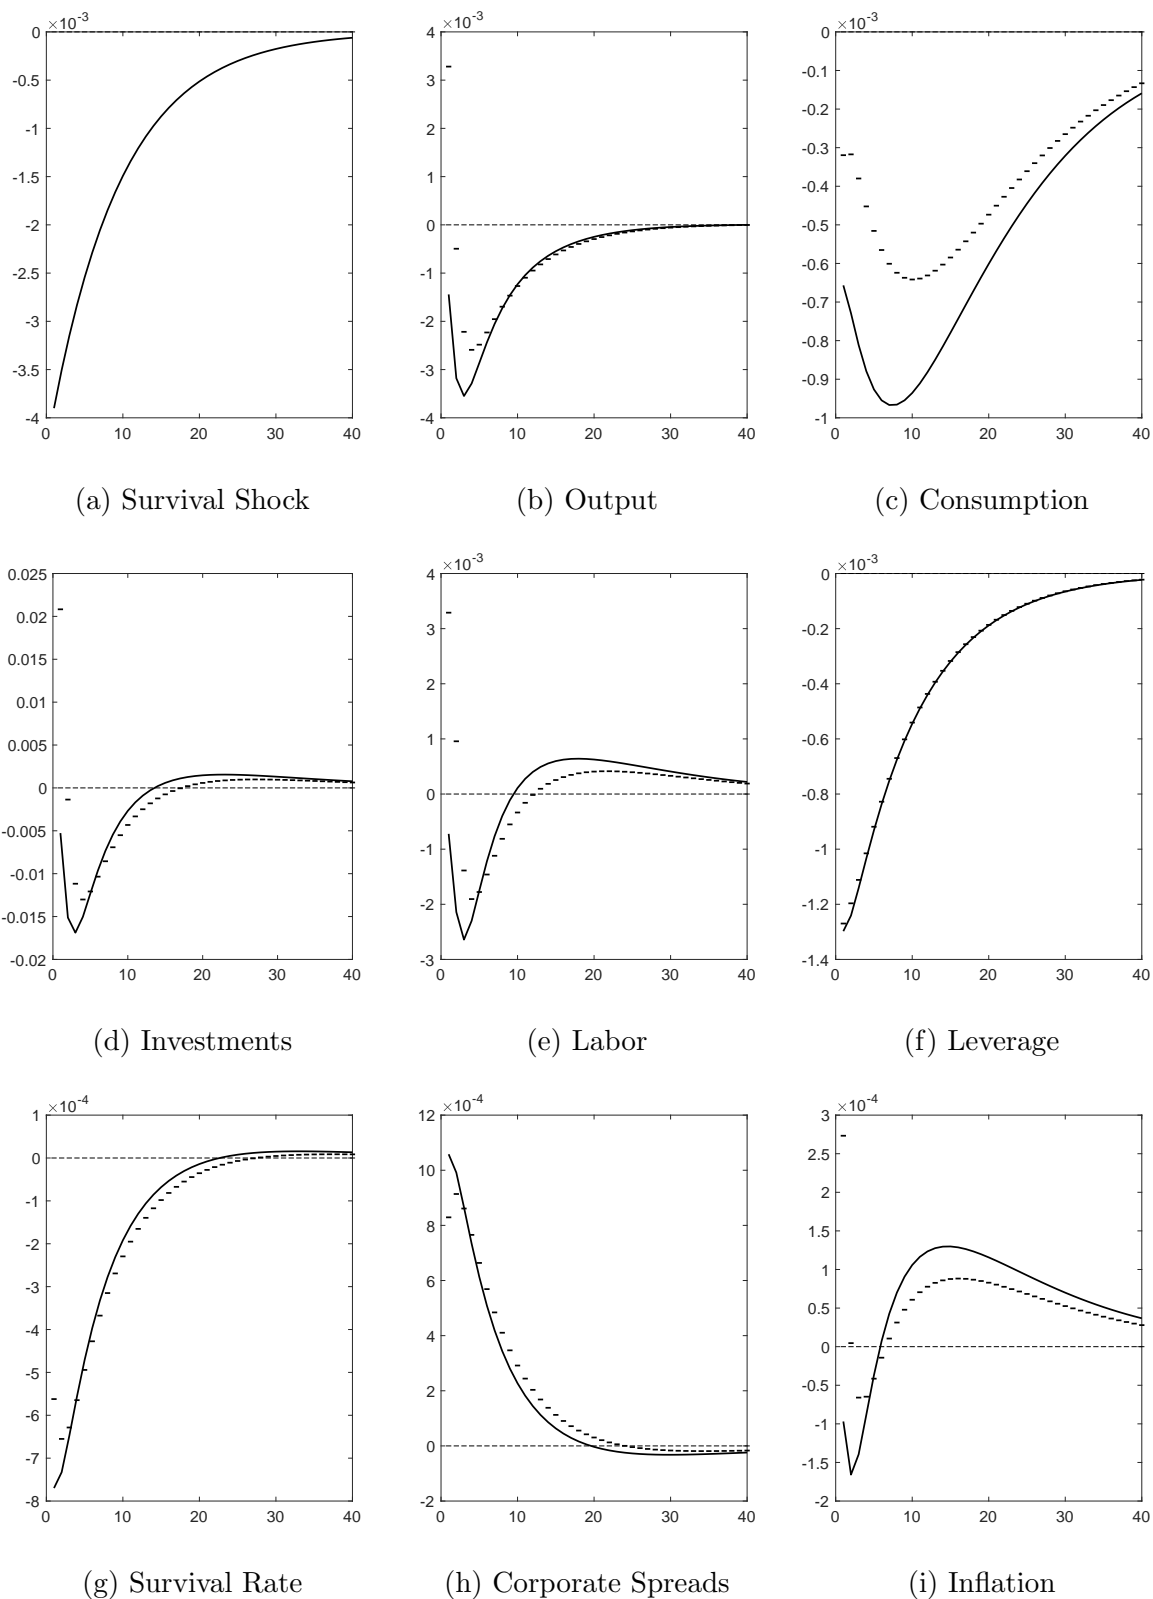 ×10-3 ×10-3 ×10-3
0 4 0
-0.5 3 -0.1
-1 2 -0.2
-1.5 1 -0.3
-2 0 -0.4
-2.5 -1 -0.5
-3 -2 -0.6
-3.5 -3 -0.7
-4 -4 -0.8
-0.9
-1
0 10 20 30 40 0 10 20 30 40 0 10 20 30 40
(a) Survival Shock (b) Output (c) Consumption
×10-3 ×10-3
0.025 4 0
0.02 3 -0.2
0.015 2 -0.4
0.01 1 -0.6
0.005 0 -0.8
0 -1 -1
-0.005 -2 -1.2
-0.01 -3 -1.4
-0.015
-0.02
0 10 20 30 40 0 10 20 30 40 0 10 20 30 40
(d) Investments (e) Labor (f) Leverage
×10-4 ×10-4 ×10-4
1 12 3
0 10 2.5
-1 8 2
-2 6 1.5
-3 4 1
-4 2 0.5
-5 0 0
-6 -2 -0.5
-7 -1
-8 -1.5
-2
0 10 20 30 40 0 10 20 30 40 0 10 20 30 40
(g) Survival Rate (h) Corporate Spreads (i) Inflation